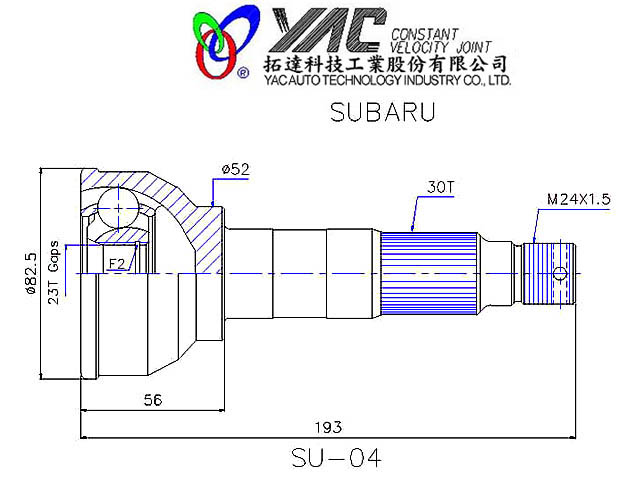 YAC CONSTANT
VELOCITY JOINT
®
拓達科技工業股份有限公司
YAC AUTO TECHNOLOGY INDUSTRY CO., LTD.
SUBARU
ø52
30T
M24X1.5
ø82.5
23T Gaps
F2
56
193
SU-04